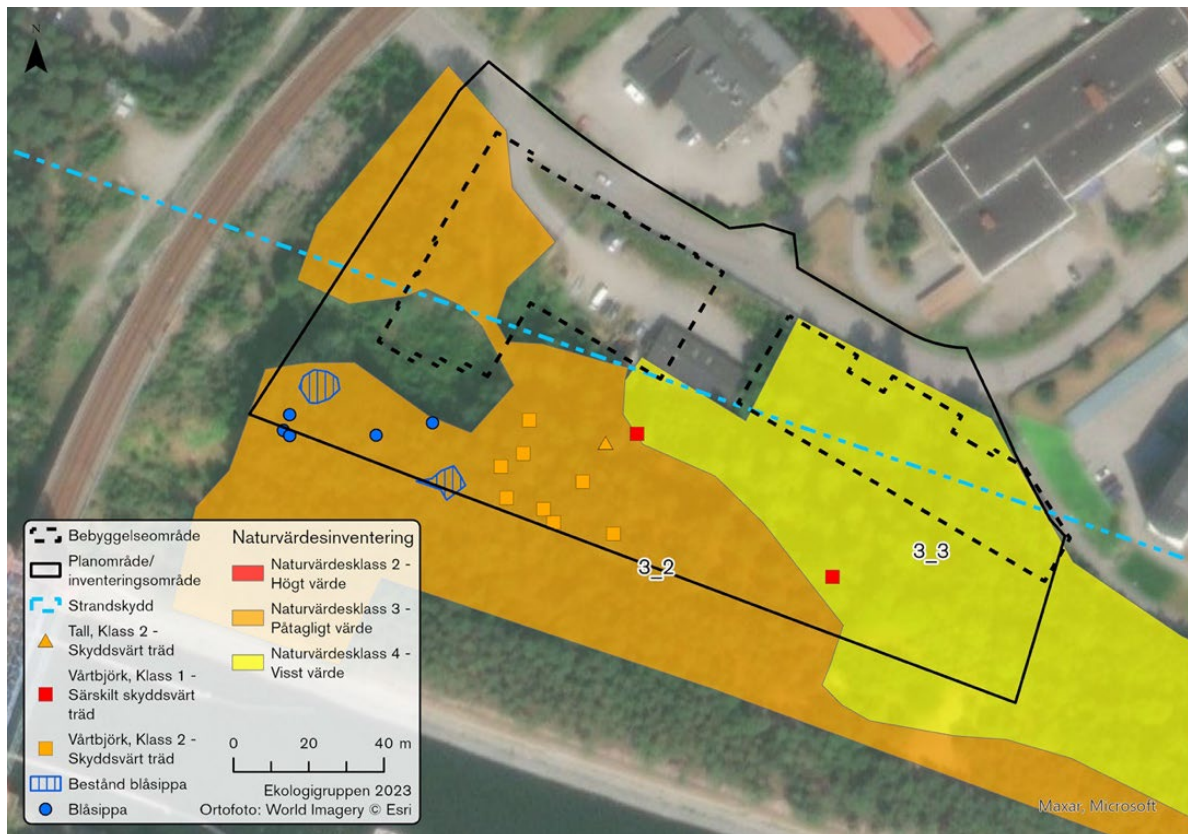 N
3_2
3_3
Bebyggelseområde
Planområde/
inventeringsområde
Strandskydd
Tall, Klass 2 -
Skyddsvärt träd
Vårtbjörk, Klass 1 -
Särskilt skyddsvärt
träd
Vårtbjörk, Klass 2 -
Skyddsvärt träd
Bestånd blåsippa
Blåsippa
Naturvärdesinventering
Naturvärdesklass 2 -
Högt värde
Naturvärdesklass 3 -
Påtagligt värde
Naturvärdesklass 4 -
Visst värde
0 20 40 m
Ekologigruppen 2023
Ortofoto: World Imagery © Esri
Maxar, Microsoft